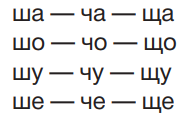 ша — ча — ща
шо — чо — що
шу — чу — щу
ше — че — ще